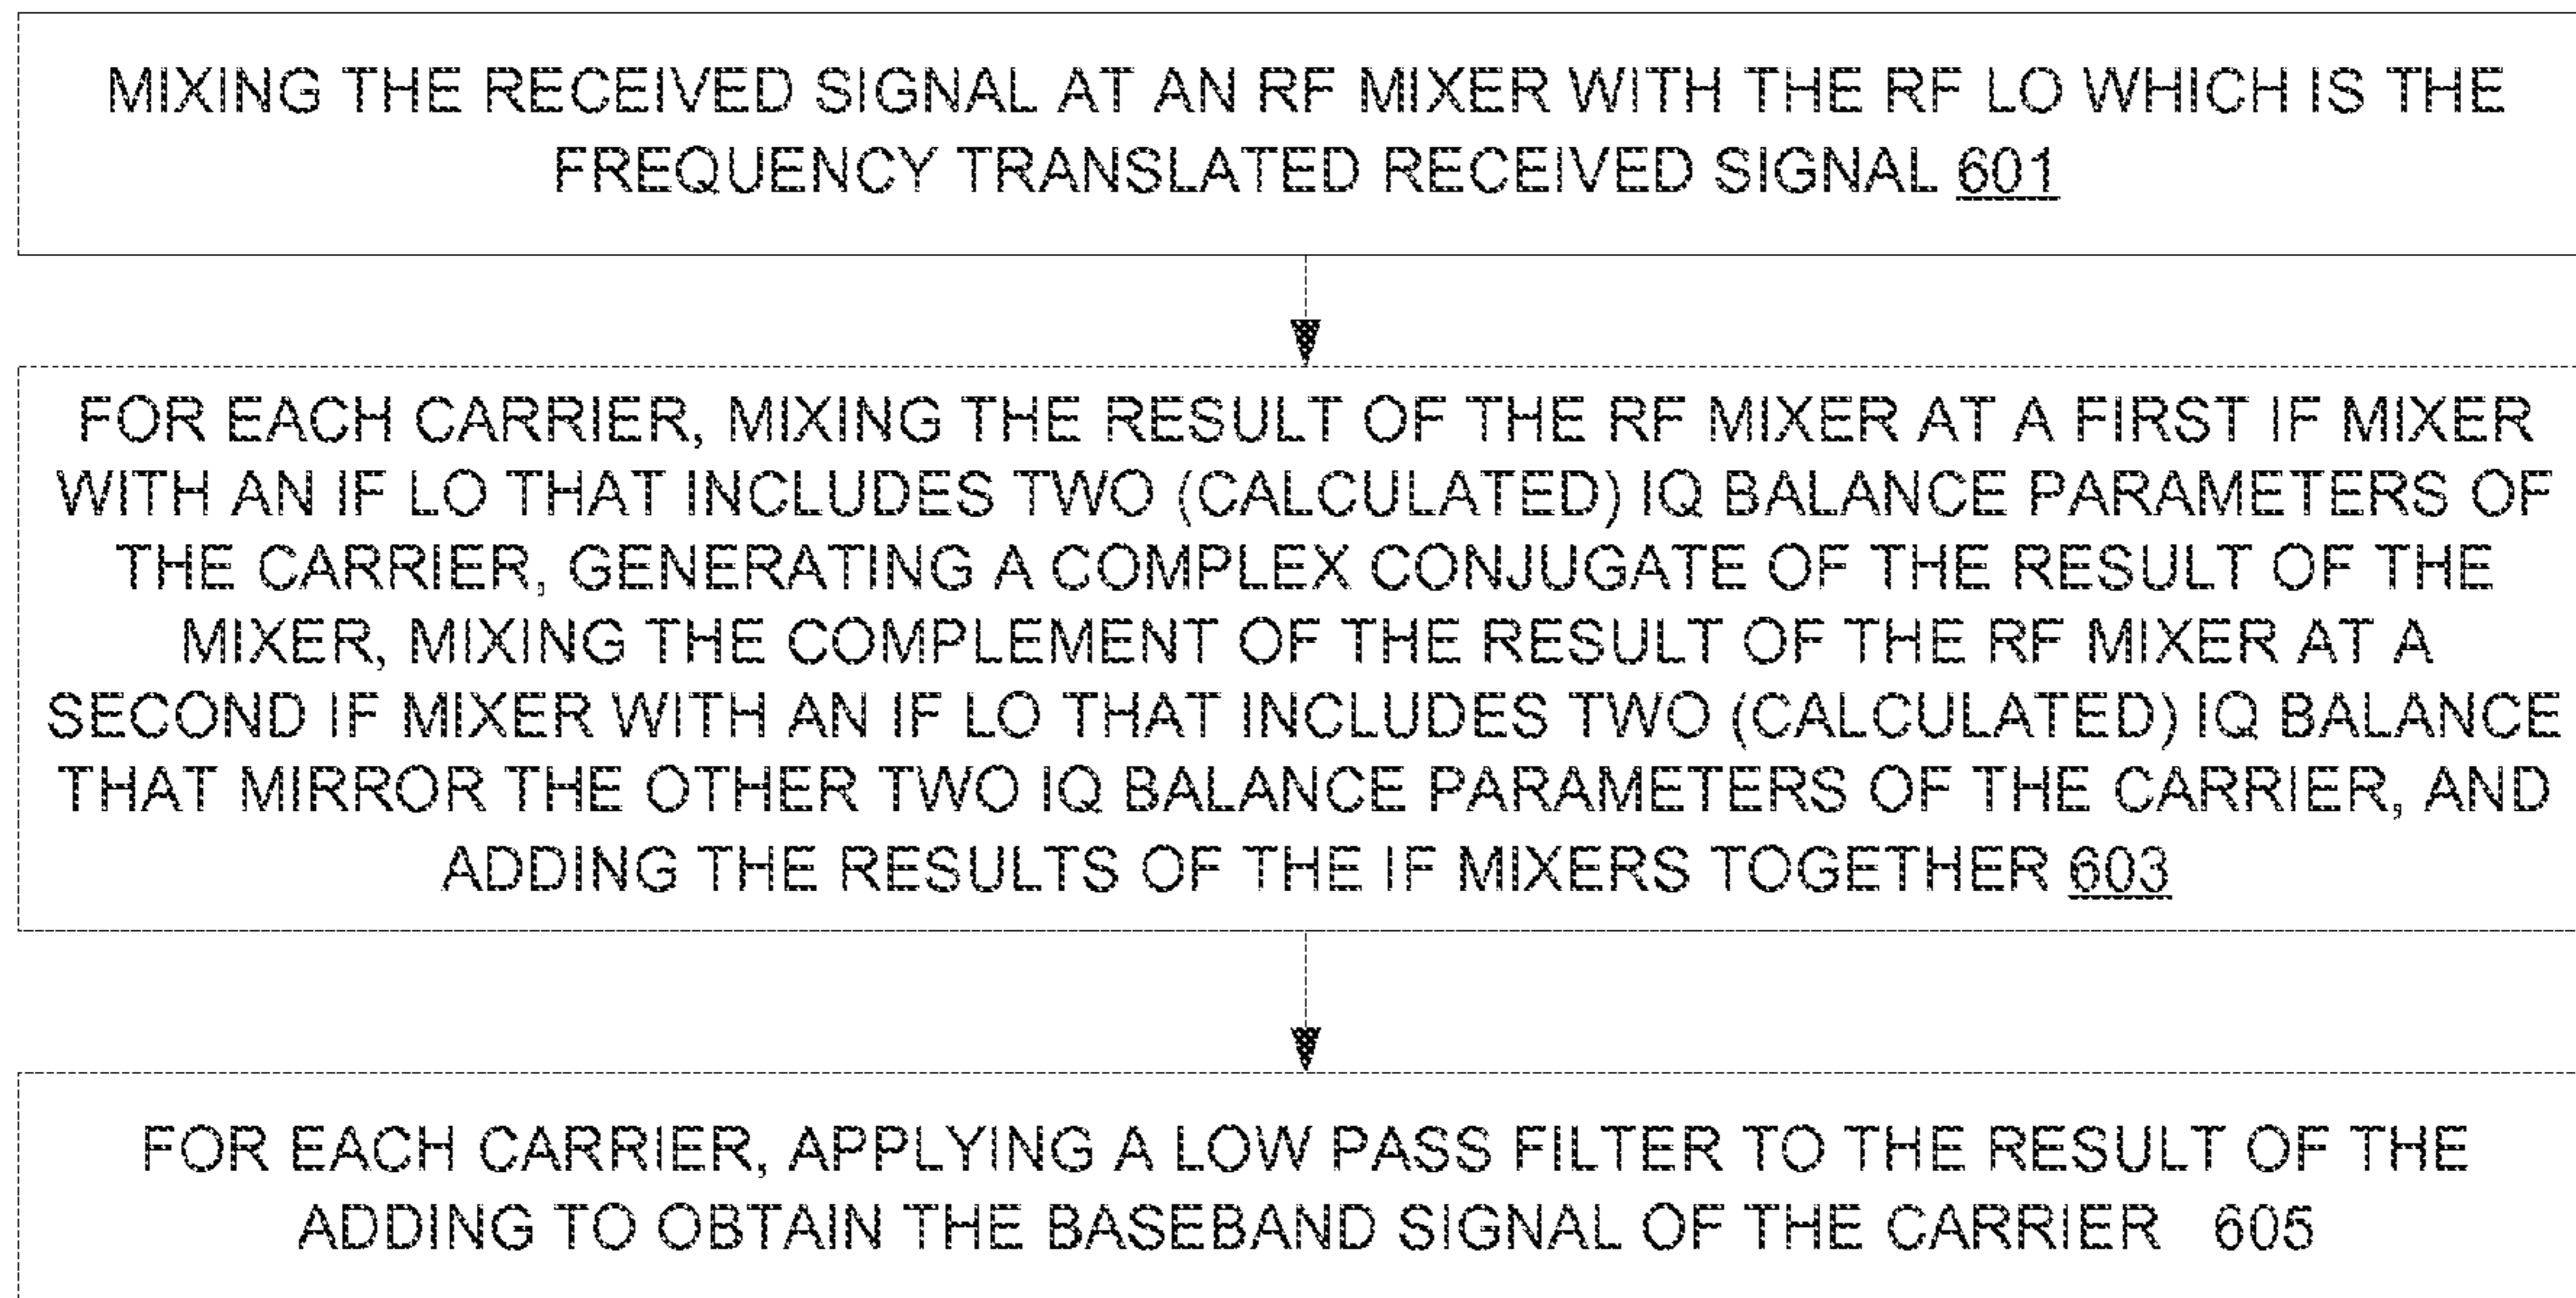 MIXING THE RECEIVED SIGNAL AT AN RF MIXER WITH THE RF LO WHICH IS THE
FREQUENCY TRANSLATED RECEIVED SIGNAL 601
FOR EACH CARRIER, MIXING THE RESULT OF THE RF MIXER AT A FIRST IF MIXER
WITH AN IF LO THAT INCLUDES TWO (CALCULATED) IQ BALANCE PARAMETERS OF
THE CARRIER, GENERATING A COMPLEX CONJUGATE OF THE RESULT OF THE
MIXER, MIXING THE COMPLEMENT OF THE RESULT OF THE RF MIXER AT A
SECOND IF MIXER WITH AN IF LO THAT INCLUDES TWO (CALCULATED) IQ BALANCE
THAT MIRROR THE OTHER TWO IQ BALANCE PARAMETERS OF THE CARRIER, AND
ADDING THE RESULTS OF THE IF MIXERS TOGETHER 603
FOR EACH CARRIER, APPLYING A LOW PASS FILTER TO THE RESULT OF THE
ADDING TO OBTAIN THE BASEBAND SIGNAL OF THE CARRIER 605